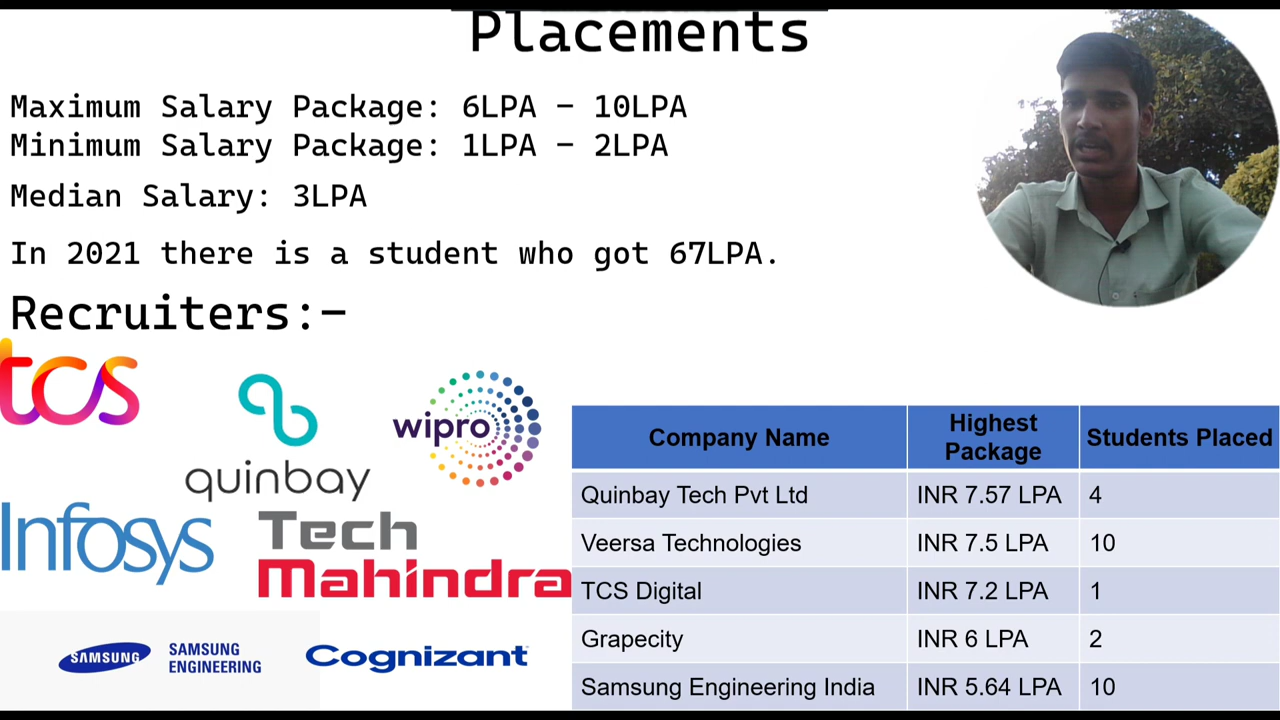 Placements
Maximum Salary Package: 6LPA – 10LPA
Minimum Salary Package: 1LPA – 2LPA
Median Salary: 3LPA
In 2021 there is a student who got 67LPA.
Recruiters:–
tcs
quinbay
wipro
Infosys
Tech
Mahindra
SAMSUNG
SAMSUNG
ENGINEERING
Cognizant
Company Name Highest Package Students Placed
Quinbay Tech Pvt Ltd INR 7.57 LPA 4
Veersa Technologies INR 7.5 LPA 10
TCS Digital INR 7.2 LPA 1
Grapecity INR 6 LPA 2
Samsung Engineering India INR 5.64 LPA 10